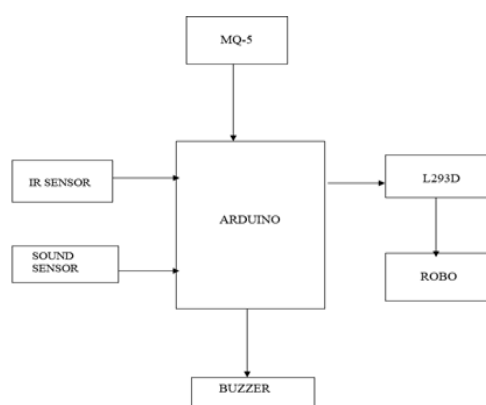 MQ-5
IR SENSOR
ARDUINO
L293D
SOUND
SENSOR
ROBO
BUZZER